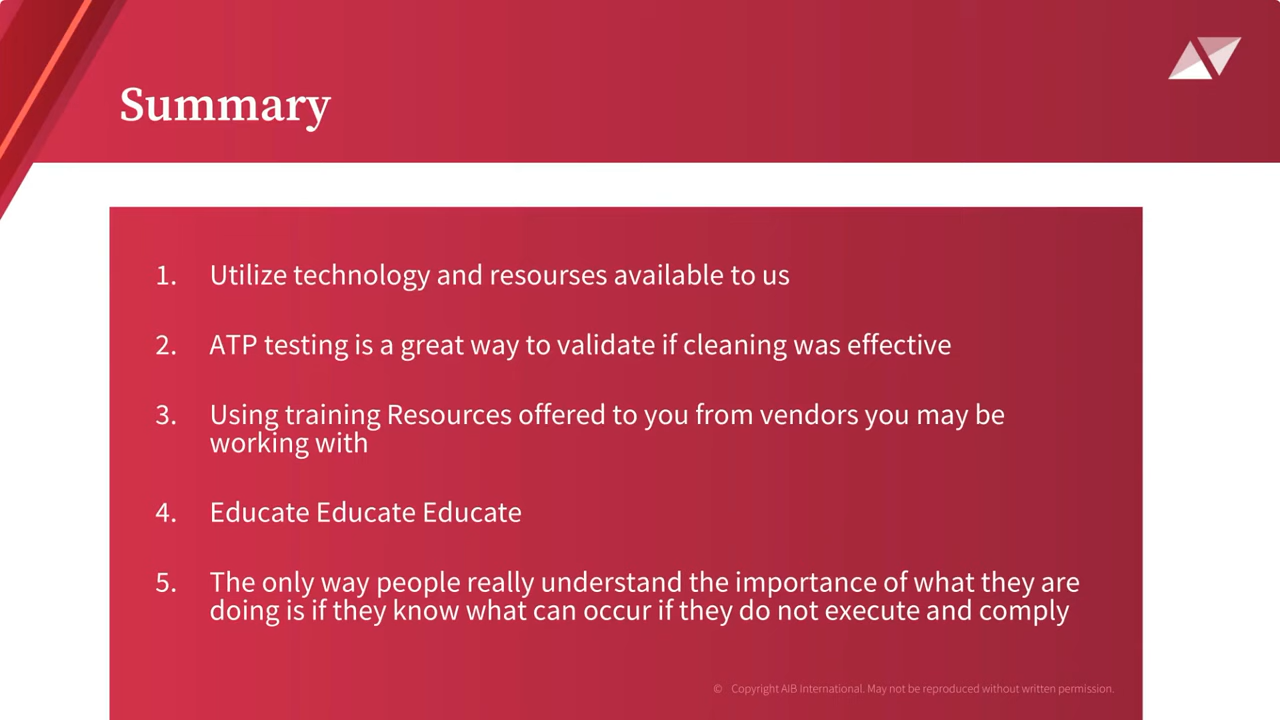 Summary
1. Utilize technology and resourses available to us
2. ATP testing is a great way to validate if cleaning was effective
3. Using training Resources offered to you from vendors you may be
working with
4. Educate Educate Educate
5. The only way people really understand the importance of what they are
doing is if they know what can occur if they do not execute and comply
© Copyright AIB International. May not be reproduced without written permission.